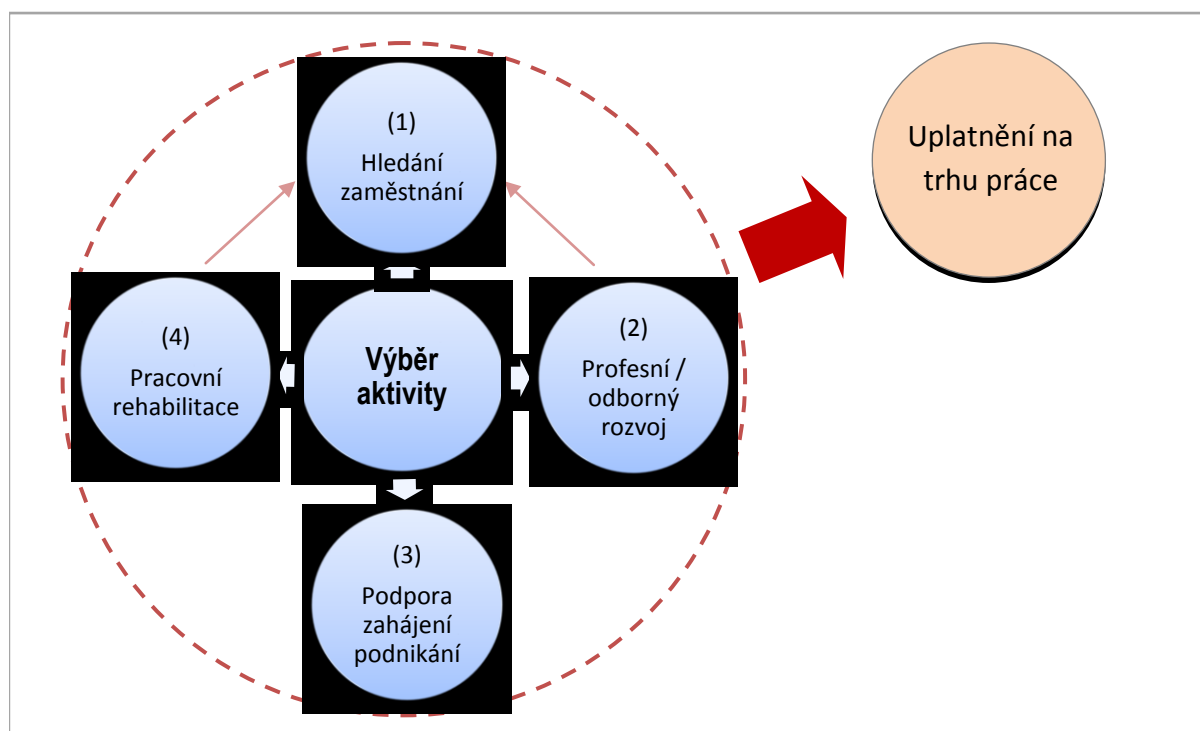 (1)
Hledání
zaměstnání
Uplatnění na
trhu práce
(4)
Pracovní
rehabilitace
Výběr
aktivity
(2)
Profesní /
odborný
rozvoj
(3)
Podpora
zahájení
podnikání